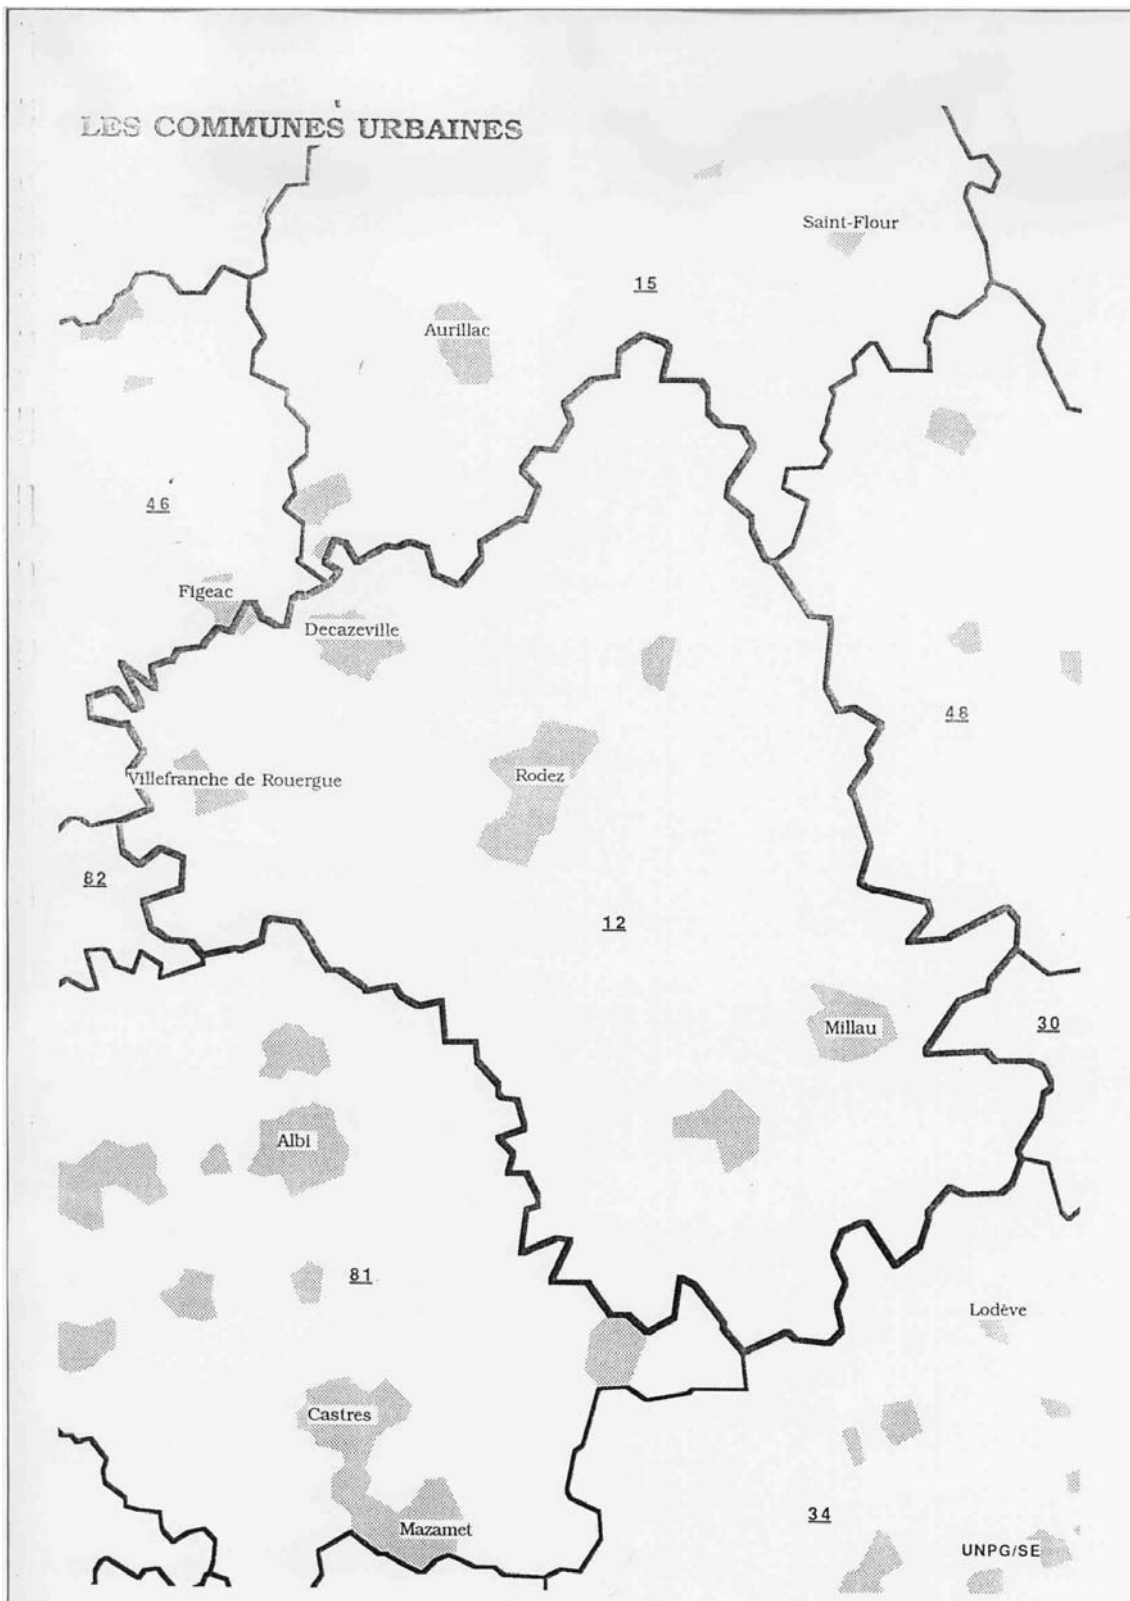 LES COMMUNES URBAINES
Saint-Flour
15
Aurillac
46
Figeac
Decazeville
48
Villefranche de Rouergue
Rodez
82
12
Millau
30
Albi
81
Lodève
Castres
34
Mazamet
UNPG/SE